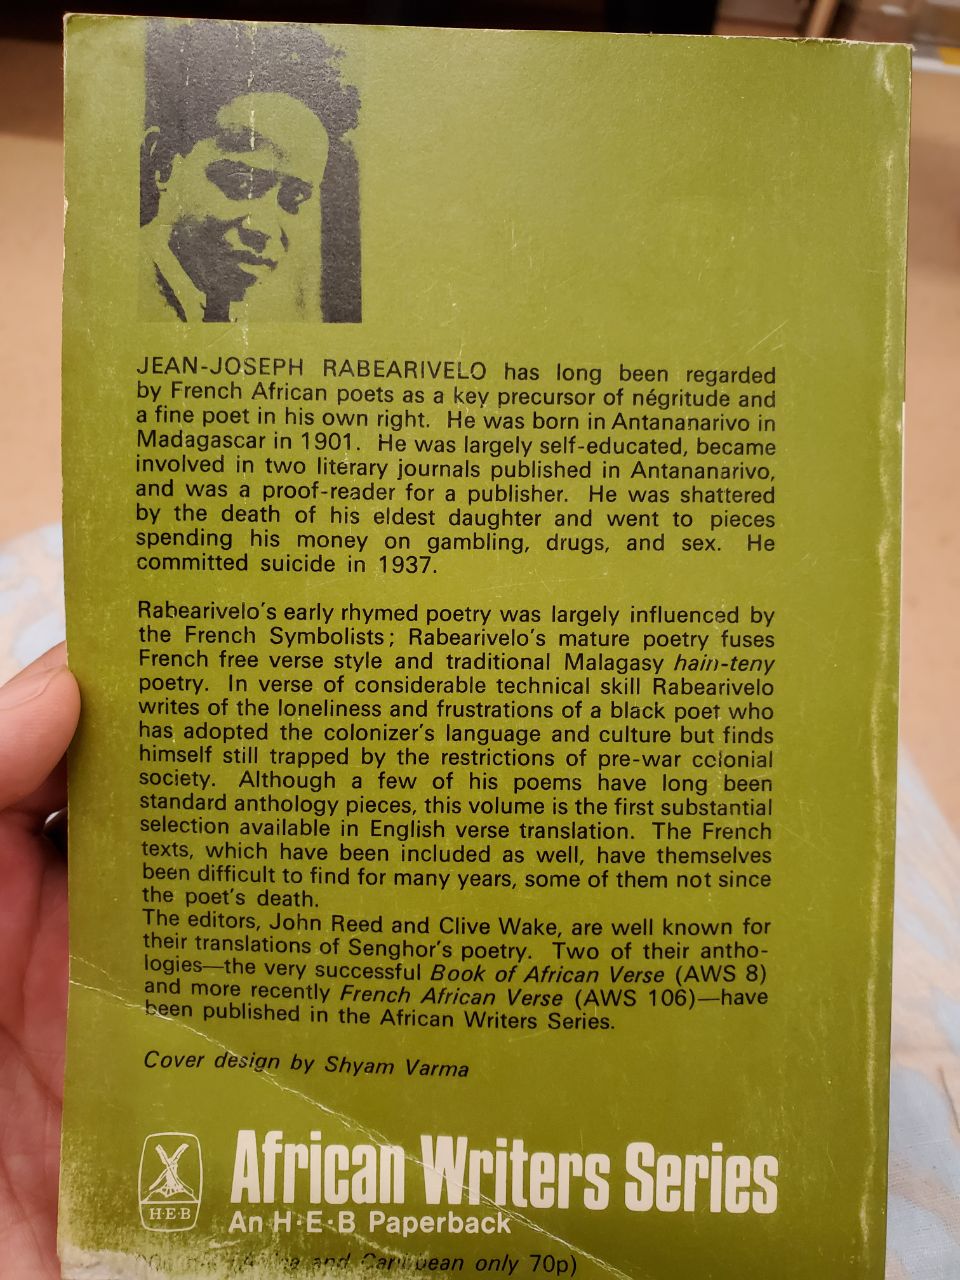 JEAN-JOSEPH RABEARIVELO has long been regarded
by French African poets as a key precursor of négritude and
a fine poet in his own right. He was born in Antananarivo in
Madagascar in 1901. He was largely self-educated, became
involved in two literary journals published in Antananarivo,
and was a proof-reader for a publisher. He was shattered
by the death of his eldest daughter and went to pieces
spending his money on gambling, drugs, and sex. He
committed suicide in 1937.
Rabearivelo's early rhymed poetry was largely influenced by
the French Symbolists; Rabearivelo's mature poetry fuses
French free verse style and traditional Malagasy hain-teny
poetry. In verse of considerable technical skill Rabearivelo
writes of the loneliness and frustrations of a black poet who
has adopted the colonizer's language and culture but finds
himself still trapped by the restrictions of pre-war colonial
society. Although a few of his poems have long been
standard anthology pieces, this volume is the first substantial
selection available in English verse translation. The French
texts, which have been included as well, have themselves
been difficult to find for many years, some of them not since
the poet's death.
The editors, John Reed and Clive Wake, are well known for
their translations of Senghor's poetry. Two of their antho-
logies—the very successful Book of African Verse (AWS 8)
and more recently French African Verse (AWS 106)—have
been published in the African Writers Series.
Cover design by Shyam Varma
African Writers Series
H·E·B
An H·E·B Paperback
and Caribbean only 70p)